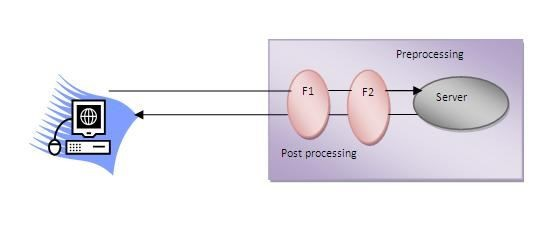 Preprocessing
F1
F2
Server
Post processing